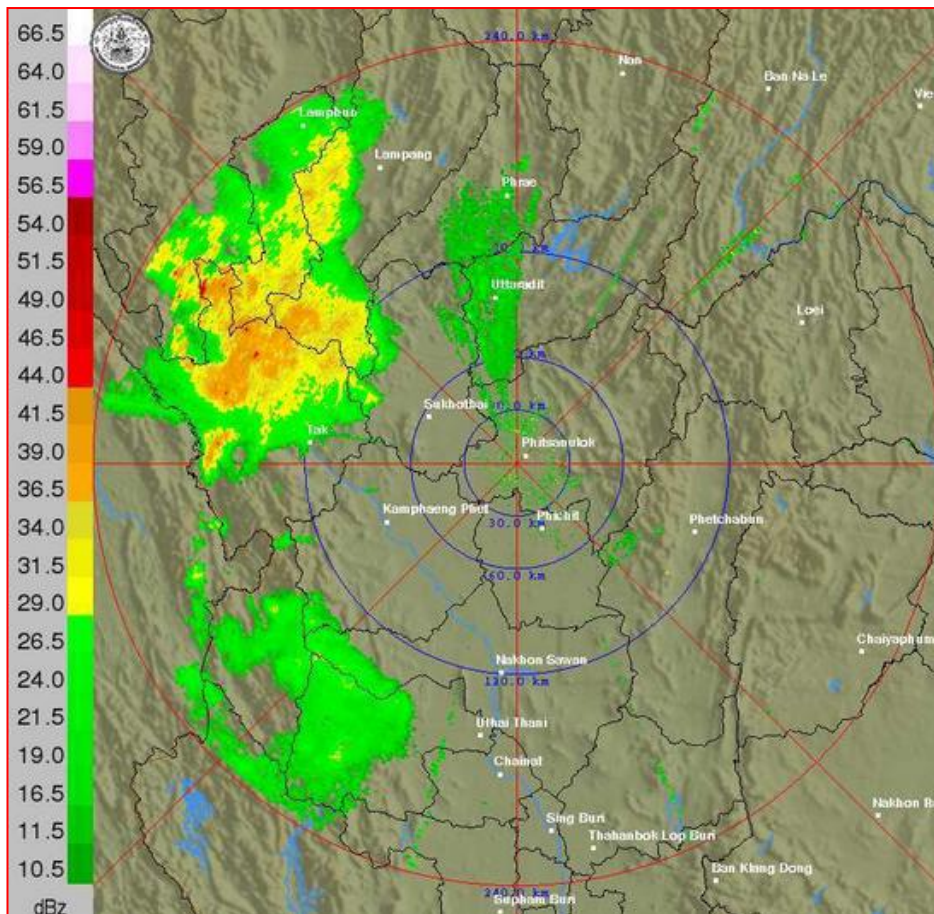 66.5
64.0
61.5
59.0
56.5
54.0
51.5
49.0
46.5
44.0
41.5
39.0
36.5
34.0
31.5
29.0
26.5
24.0
21.5
19.0
16.5
11.5
10.5
dBz
240.0 km
Nan
Ban Na Le
Lamphun
Lampang
Phrae
Uttaradit
Loei
Sukhothai
Tak
Phitsanulok
Kamphaeng Phet
Phichit
30.0 km
Phetchabun
60.0 km
Chaiyaphum
Nakhon Sawan
120.0 km
Uthai Thani
Chainat
Sing Buri
Thahanbok Lop Buri
Ban Klang Dong
240.0 km
Suphan Buri